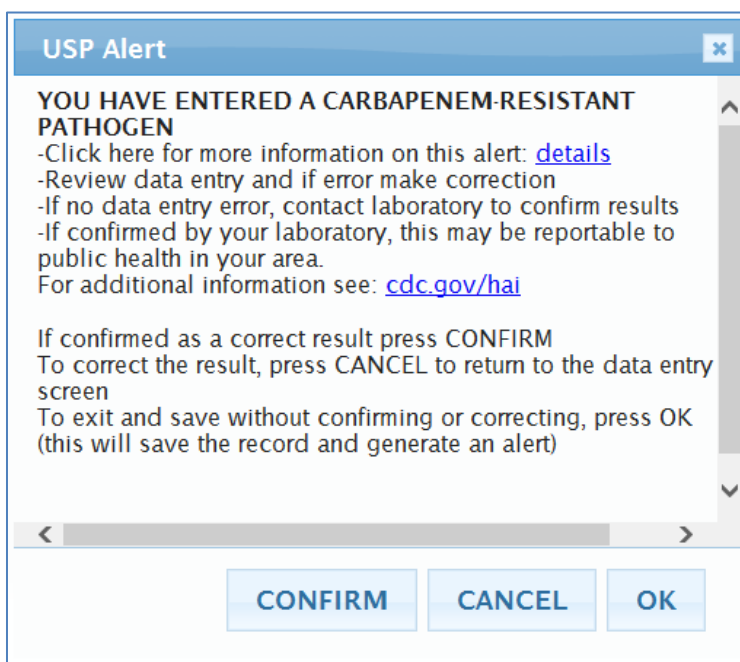 USP Alert
YOU HAVE ENTERED A CARBAPENEM-RESISTANT
PATHOGEN
-Click here for more information on this alert: details
-Review data entry and if error make correction
-If no data entry error, contact laboratory to confirm results
-If confirmed by your laboratory, this may be reportable to
public health in your area.
For additional information see: cdc.gov/hai
If confirmed as a correct result press CONFIRM
To correct the result, press CANCEL to return to the data entry
screen
To exit and save without confirming or correcting, press OK
(this will save the record and generate an alert)
CONFIRM CANCEL OK